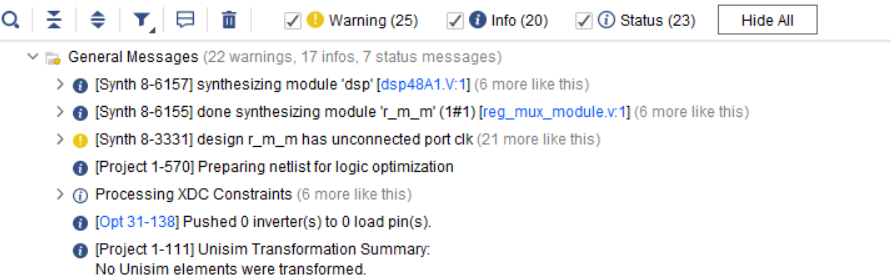 Warning (25) Info (20) Status (23) Hide All
General Messages (22 warnings, 17 infos, 7 status messages)
[Synth 8-6157] synthesizing module 'dsp' [dsp48A1.V:1] (6 more like this)
[Synth 8-6155] done synthesizing module 'r_m_m' (1#1) [reg_mux_module.v:1] (6 more like this)
[Synth 8-3331] design r_m_m has unconnected port clk (21 more like this)
[Project 1-570] Preparing netlist for logic optimization
Processing XDC Constraints (6 more like this)
[Opt 31-138] Pushed 0 inverter(s) to 0 load pin(s).
[Project 1-111] Unisim Transformation Summary:
No Unisim elements were transformed.